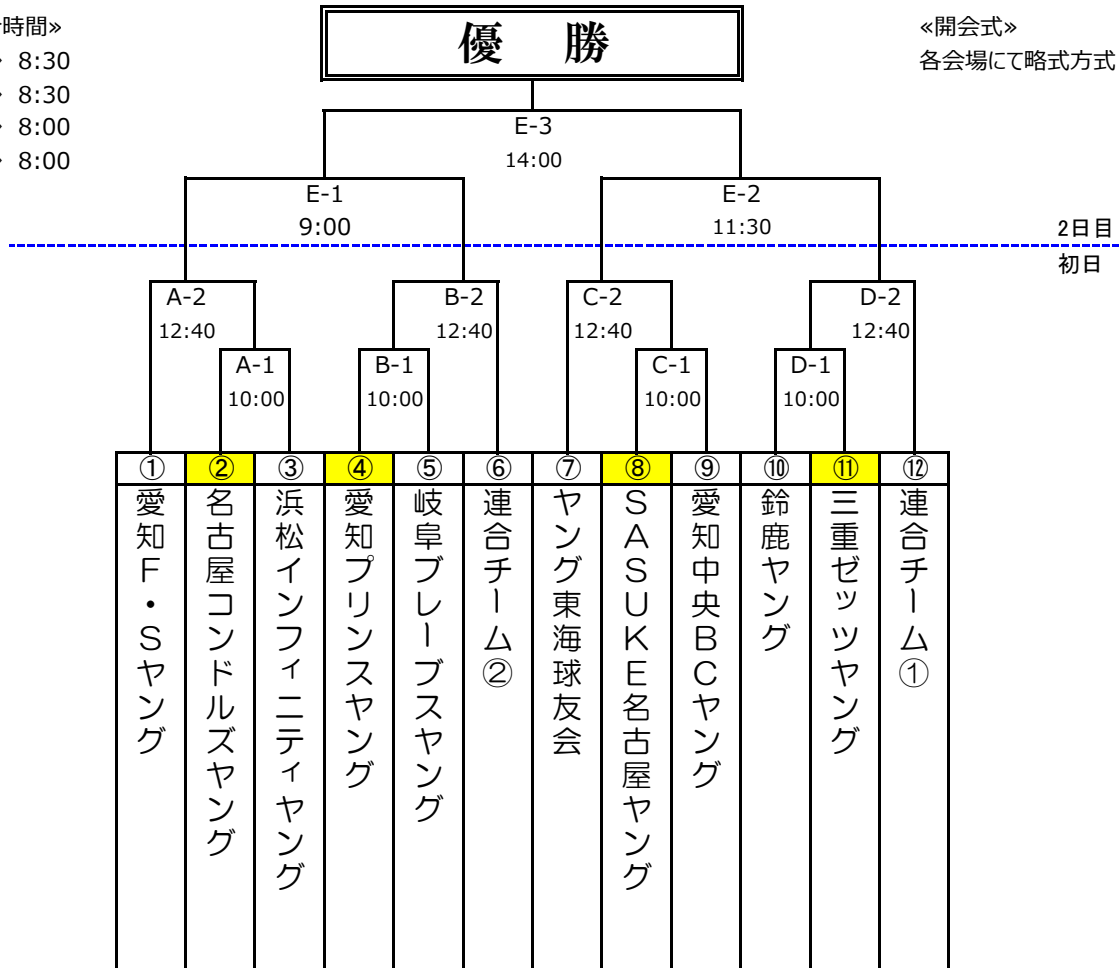 時間»
8:30
8:30
8:00
8:00
優 勝
«開会式»
各会場にて略式方式
E-3
14:00
E-1
9:00
E-2
11:30
2日目
初日
A-2
12:40
B-2
12:40
C-2
12:40
D-2
12:40
A-1
10:00
B-1
10:00
C-1
10:00
D-1
10:00
① ② ③ ④ ⑤ ⑥ ⑦ ⑧ ⑨ ⑩ ⑪ ⑫
愛知F・Sヤング
名古屋コンドルズヤング
浜松インフィニティヤング
愛知プリンスヤング
岐阜ブレーブスヤング
連合チーム②
ヤング東海球友会
SASUKE名古屋ヤング
愛知中央BCヤング
鈴鹿ヤング
三重ゼッツヤング
連合チーム①